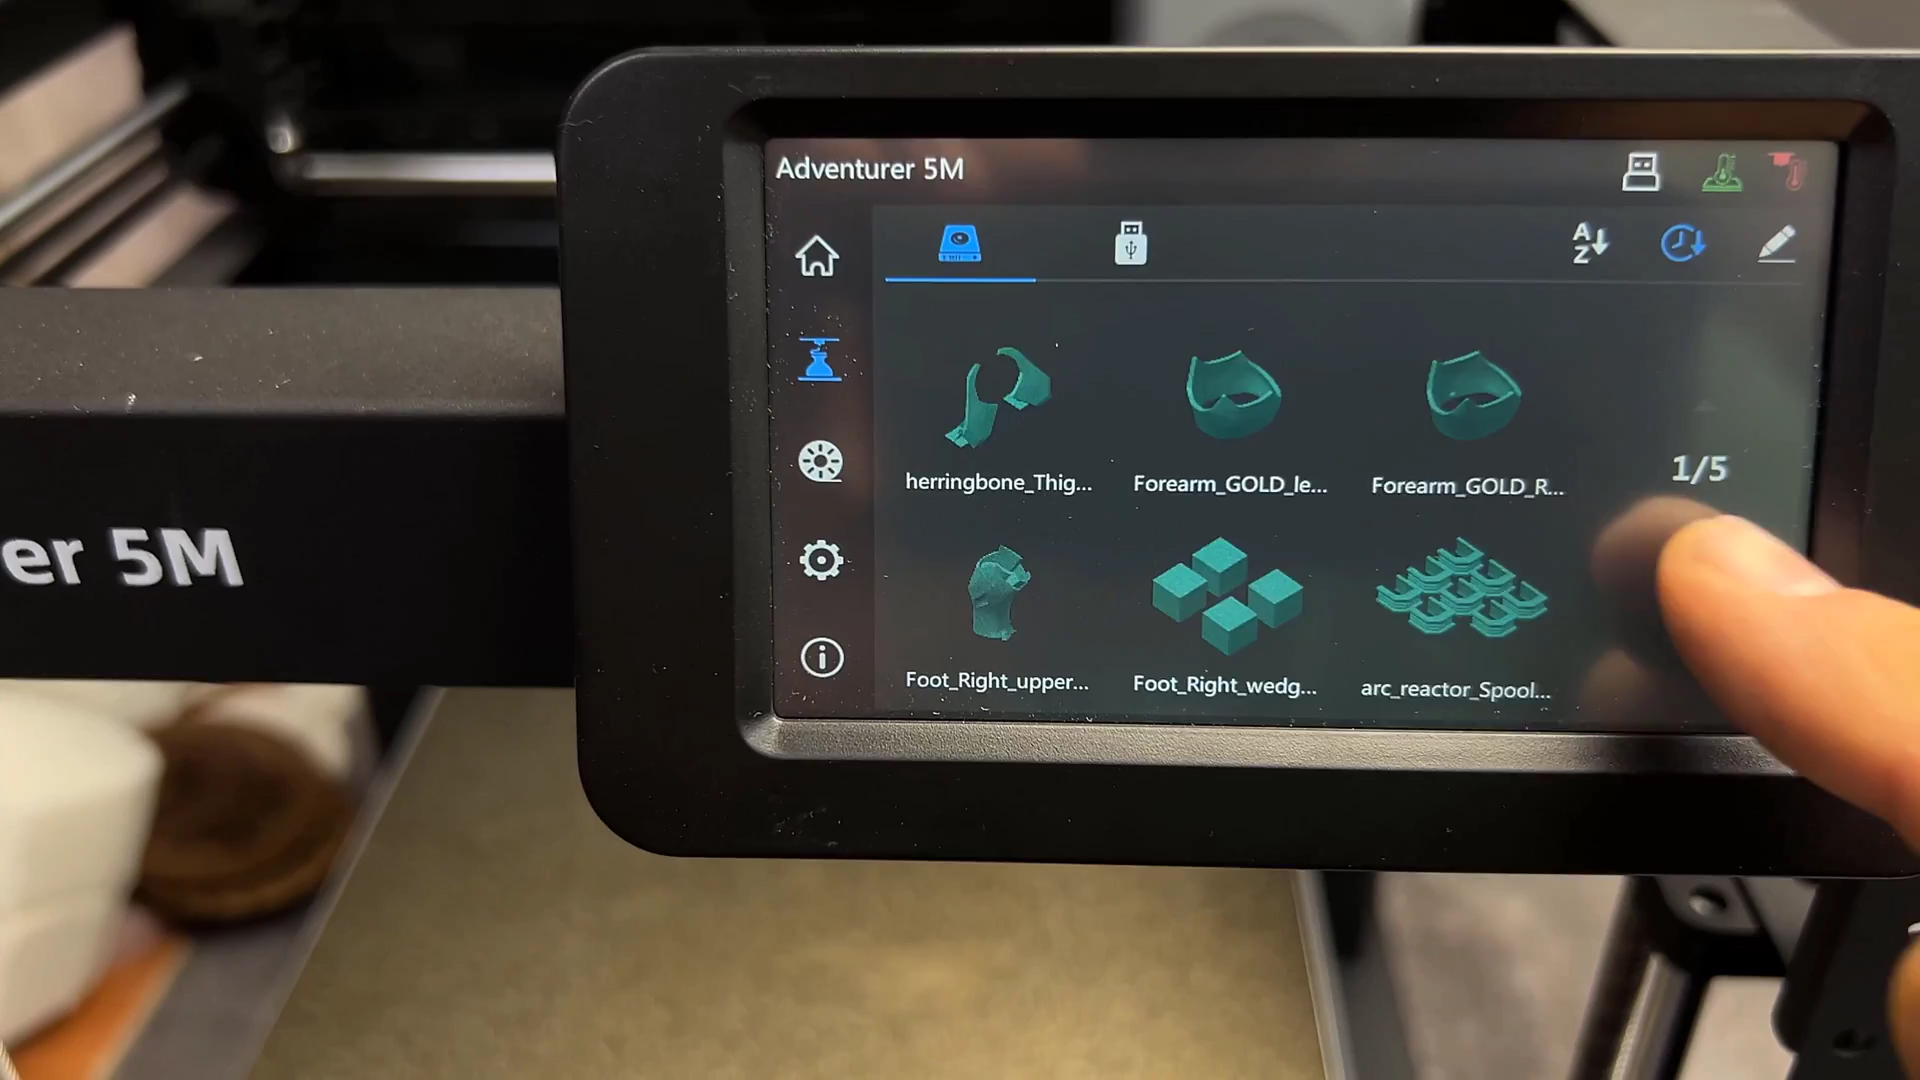 Adventurer 5M
A
Z
herringbone_Thig...
Forearm_GOLD_le...
Forearm_GOLD_R...
1/5
er 5M
Foot_Right_upper...
Foot_Right_wedg...
arc_reactor_Spool...